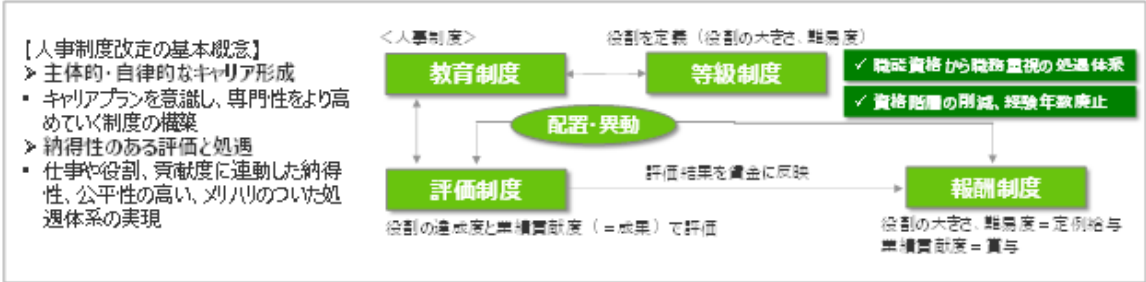 【人事制度改定の基本概念】
➢ 主体的・自律的なキャリア形成
▪ キャリアプランを意識し、専門性をより高
めていく制度の構築
➢ 納得性のある評価と処遇
▪ 仕事や役割、貢献度に連動した納得
性、公平性の高い、メリハリのついた処
遇体系の実現
＜人事制度＞
役割を定義（役割の大きさ、難易度）
教育制度
等級制度
✓ 職能資格から職務重視の処遇体系
✓ 資格階層の削減、経験年数廃止
配置・異動
評価制度
評価結果を賃金に反映
報酬制度
役割の達成度と業績貢献度（＝成果）で評価
役割の大きさ、難易度＝定例給与
業績貢献度＝賞与